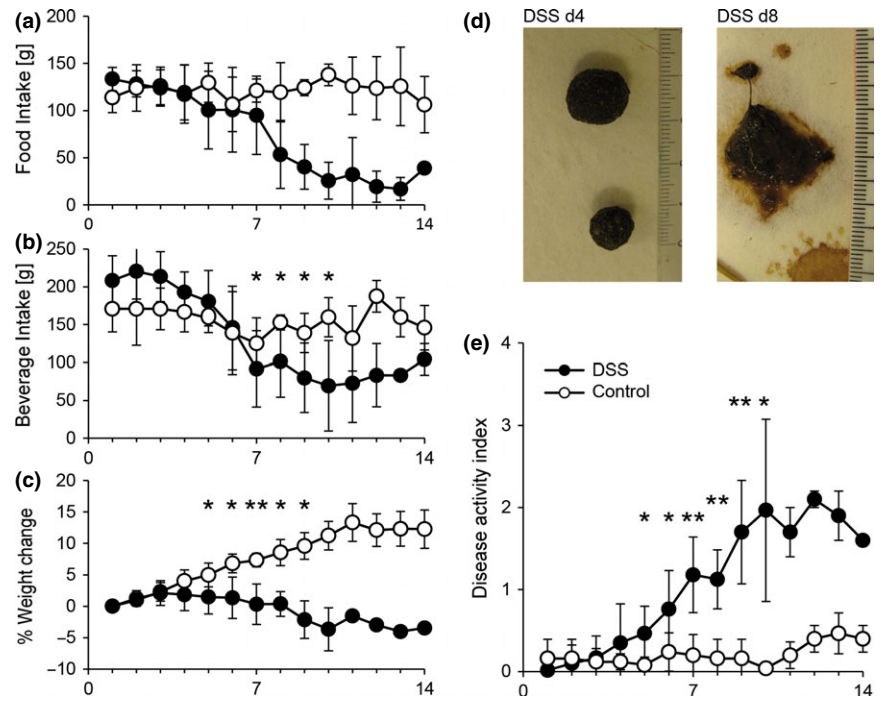 (a)
Food Intake [g]
200
150
100
50
0
0 7 14
(b)
Beverage Intake [g]
250
200
150
100
50
0
* * * *
0 7 14
(c)
% Weight change
20
15
10
5
0
−5
−10
* * ** * *
0 7 14
(d)
DSS d4
DSS d8
(e)
Disease activity index
4
3
2
1
0
DSS
Control
* * ** ** ** *
0 7 14